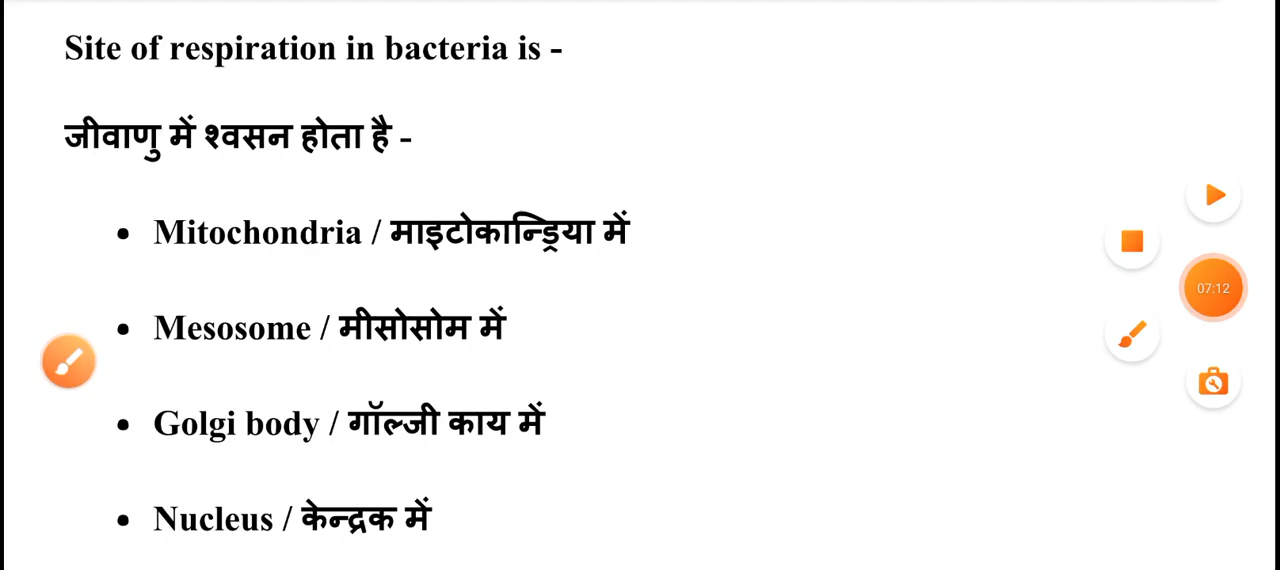 Site of respiration in bacteria is -
जीवाणु में श्वसन होता है -
• Mitochondria / माइटोकान्ड्रिया में
• Mesosome / मीसोसोम में
• Golgi body / गॉल्जी काय में
• Nucleus / केन्द्रक में
07:12